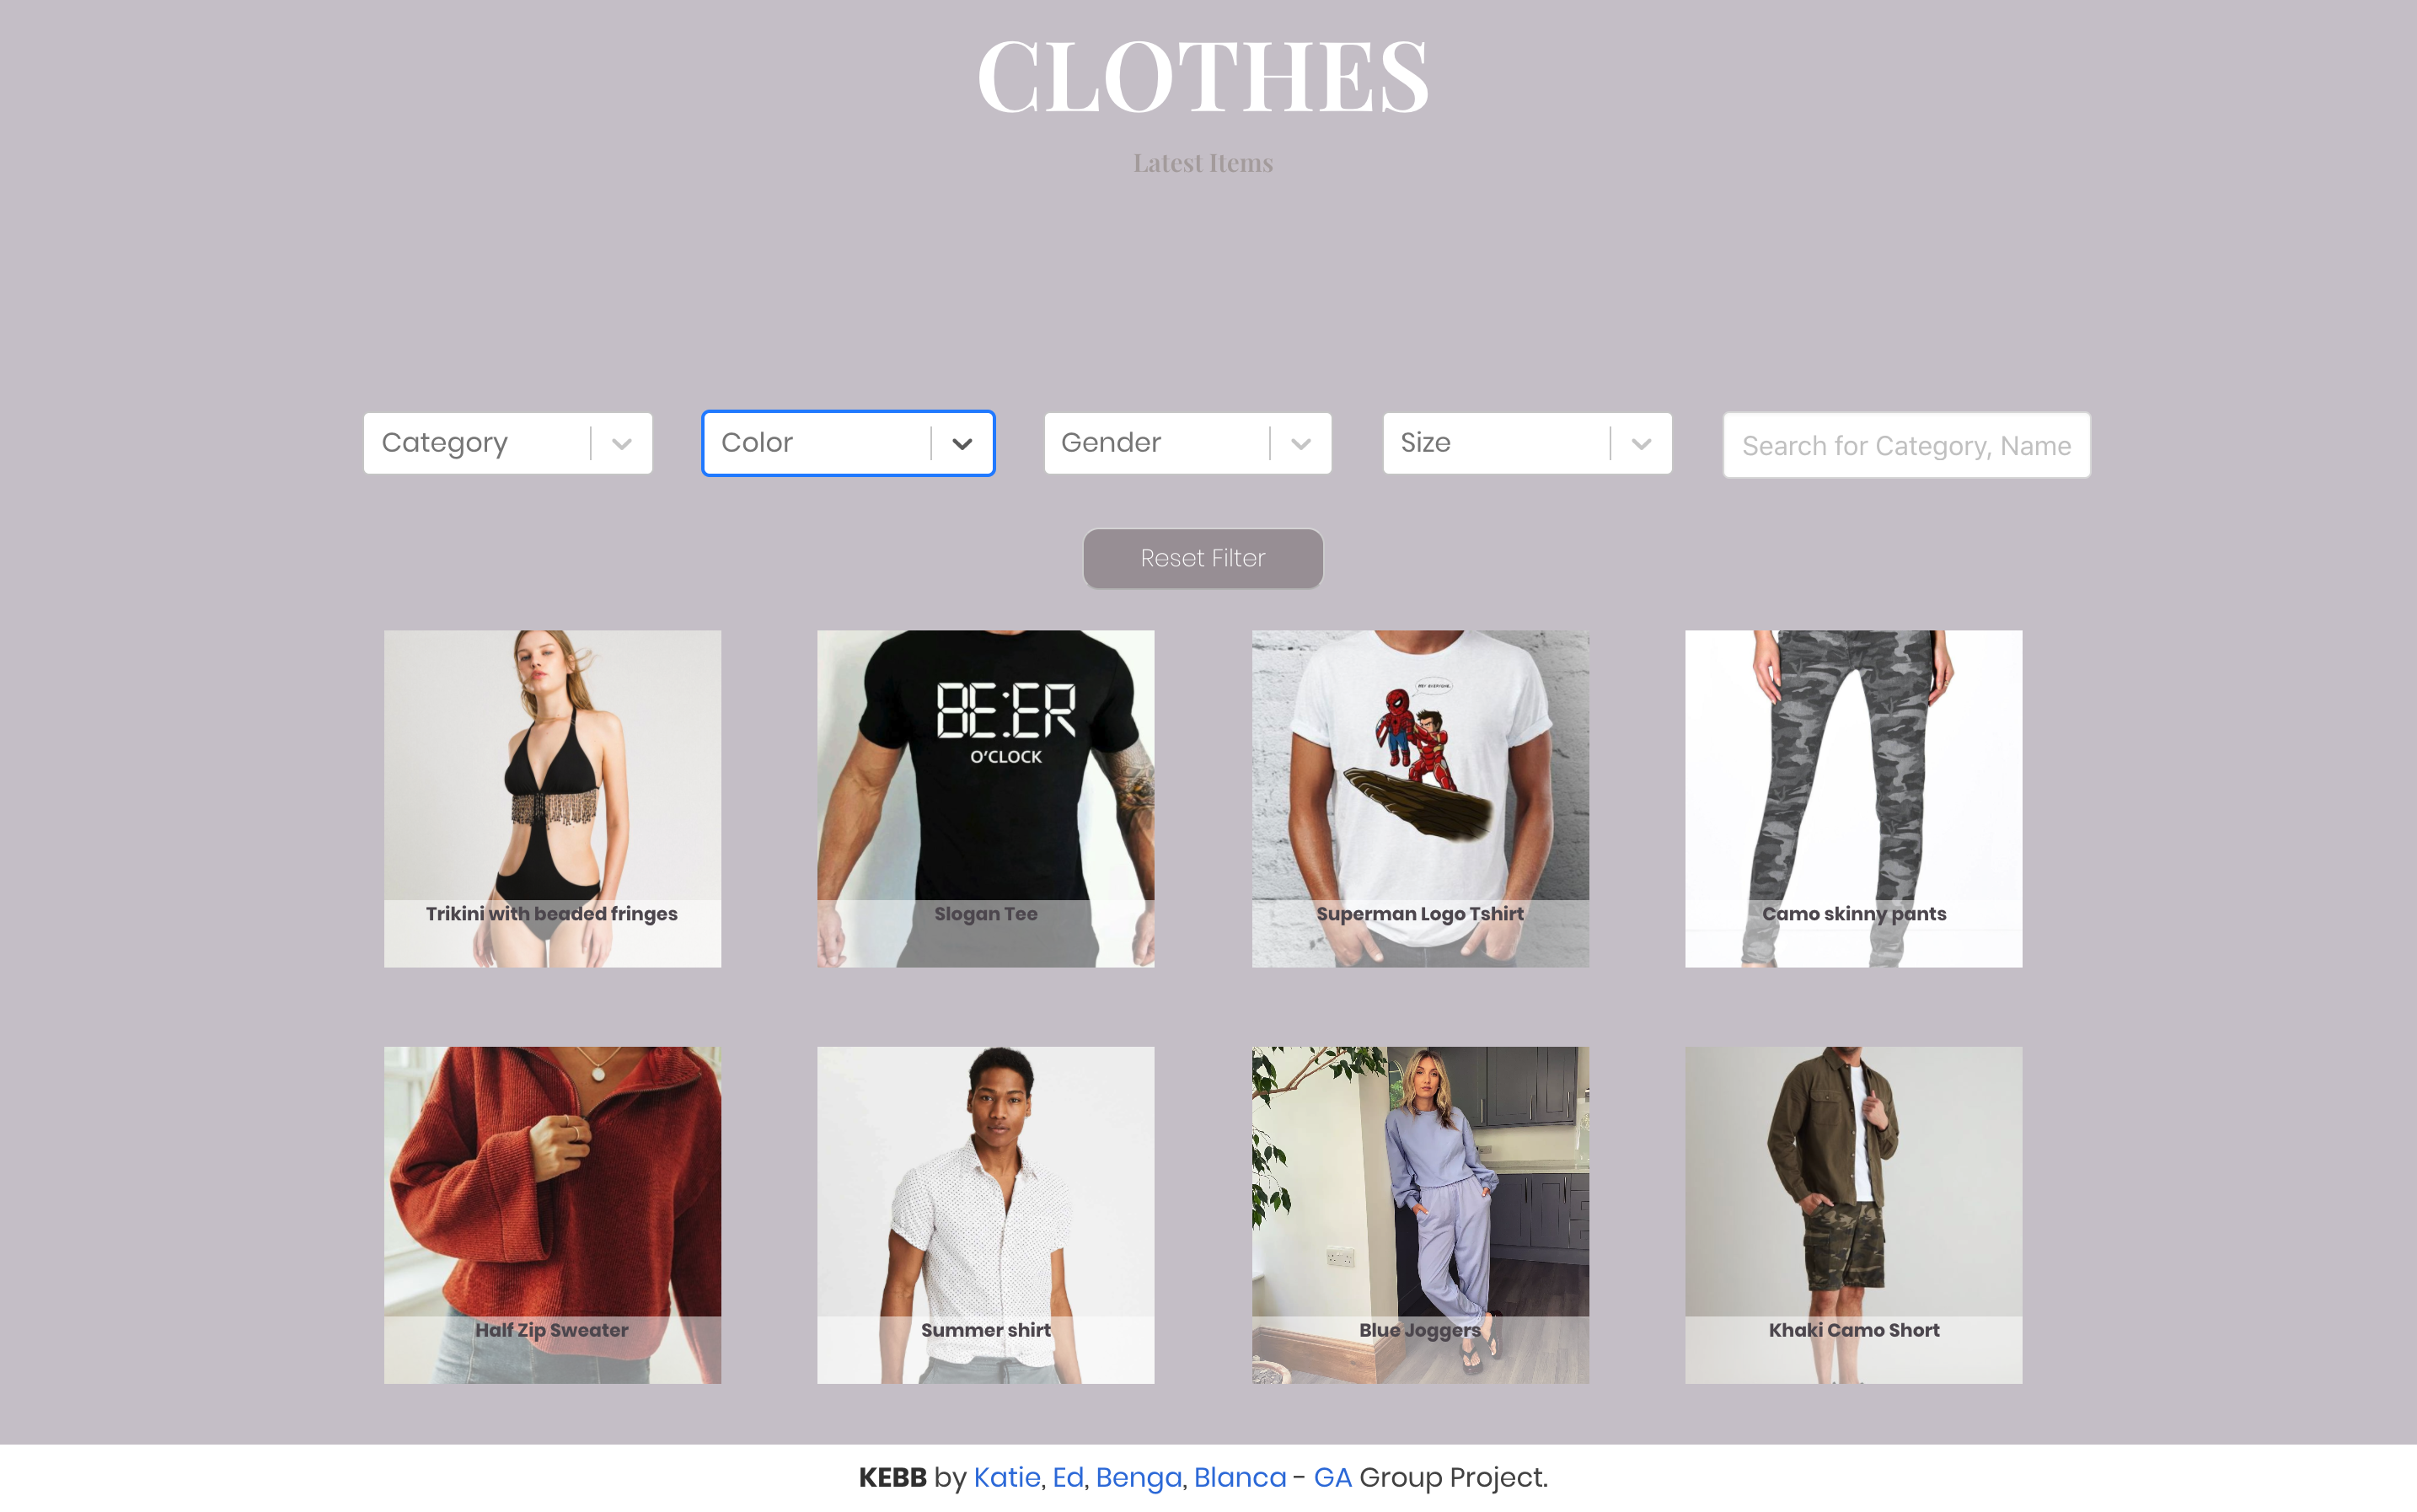 CLOTHES
Latest Items
Category
Color
Gender
Size
Search for Category, Name
Reset Filter
BE:ER
O'CLOCK
HEY EVERYONE.
Trikini with beaded fringes
Slogan Tee
Superman Logo Tshirt
Camo skinny pants
Half Zip Sweater
Summer shirt
Blue Joggers
Khaki Camo Short
KEBB by Katie, Ed, Benga, Blanca - GA Group Project.